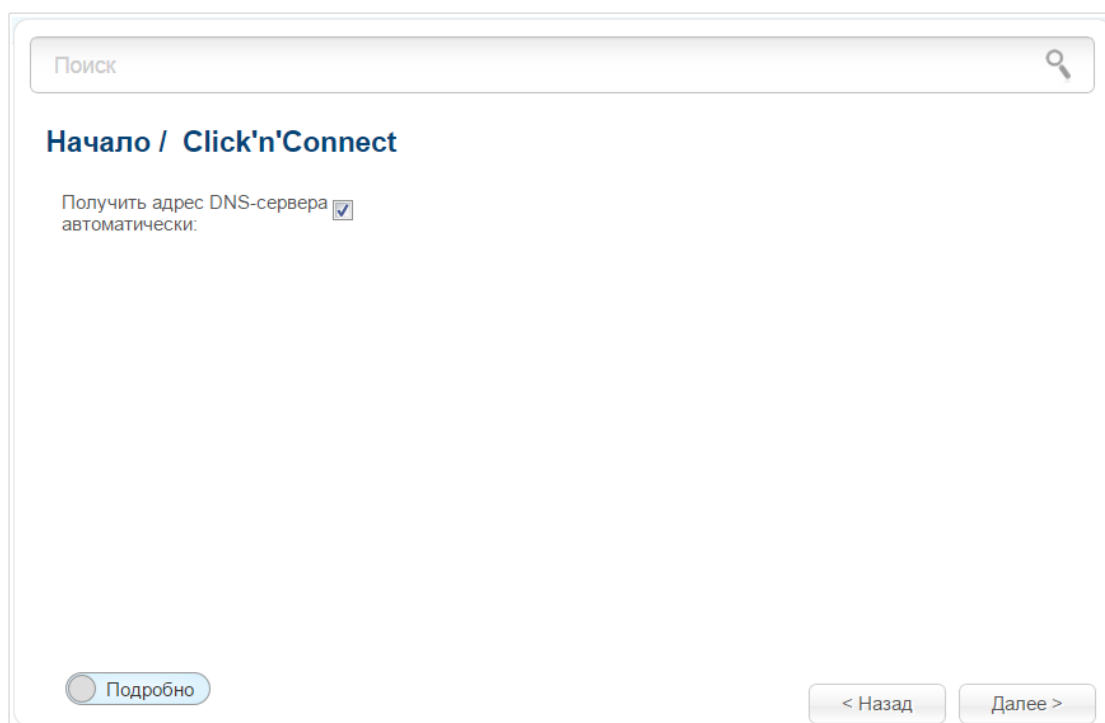 Поиск
Начало / Click'n'Connect
Получить адрес DNS-сервера
автоматически:
Подробно
< Назад
Далее >